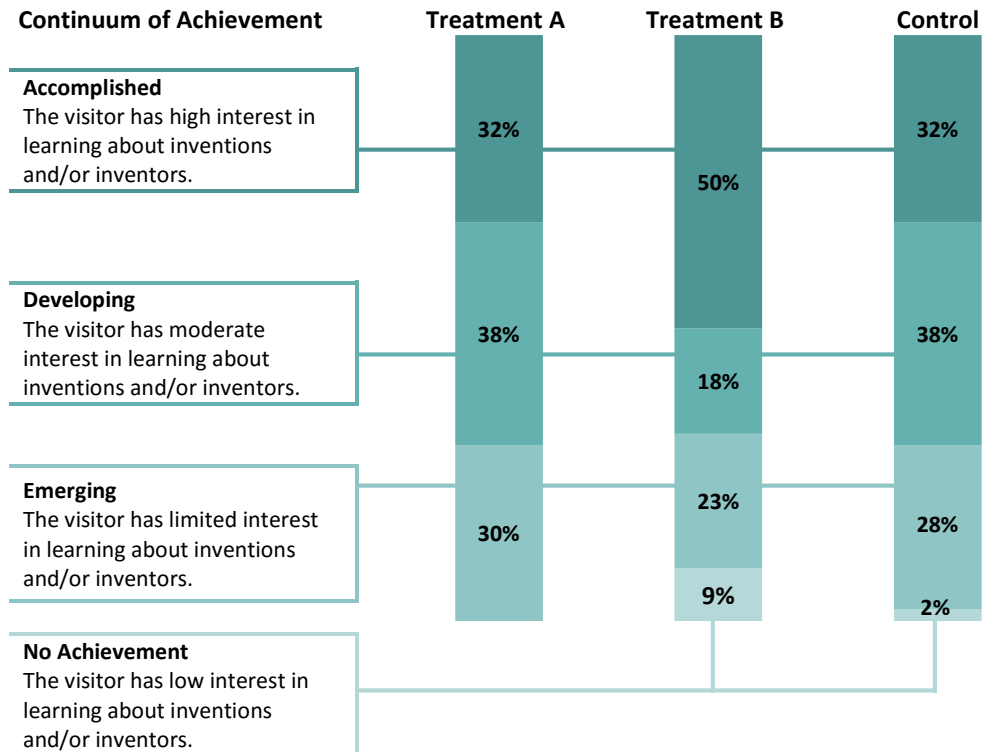 Continuum of Achievement Treatment A Treatment B Control
Accomplished
The visitor has high interest in
learning about inventions
and/or inventors.
32% 50% 32%
Developing
The visitor has moderate
interest in learning about
inventions and/or inventors.
38% 18% 38%
Emerging
The visitor has limited interest
in learning about inventions
and/or inventors.
30% 23% 28%
9% 2%
No Achievement
The visitor has low interest in
learning about inventions
and/or inventors.